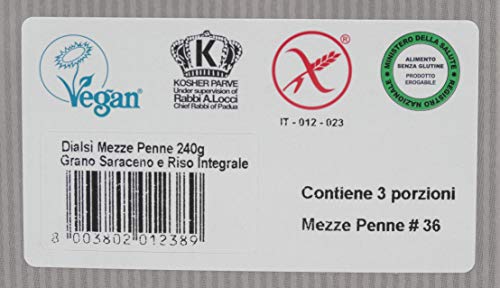 Vegan
K
KOSHER PARVE
Under supervision of
Rabbi A.Locci
Chief Rabbi of Padua
IT - 012 - 023
MINISTERO DELLA SALUTE
ALIMENTO
SENZA GLUTINE
PRODOTTO
EROGABILE
REGISTRO NAZIONALE
Dialsi Mezze Penne 240g
Grano Saraceno e Riso Integrale
8 003802 012389
Contiene 3 porzioni
Mezze Penne # 36